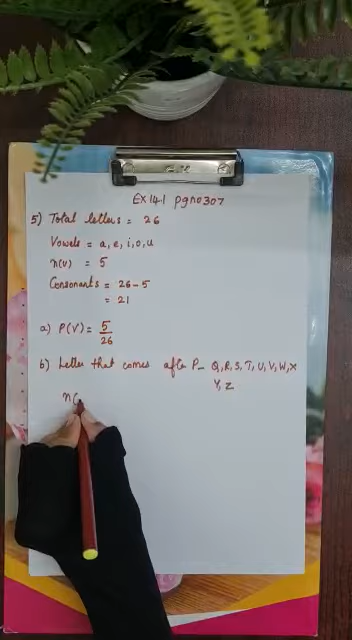 Ex 14.1 pg no 307
5) Total letters = 26
Vowels = a, e, i, o, u
n(v) = 5
Consonants = 26 - 5
= 21
a) P(V) = 5/26
b) Letter that comes after P - Q, R, S, T, U, V, W, X
Y, Z
n(